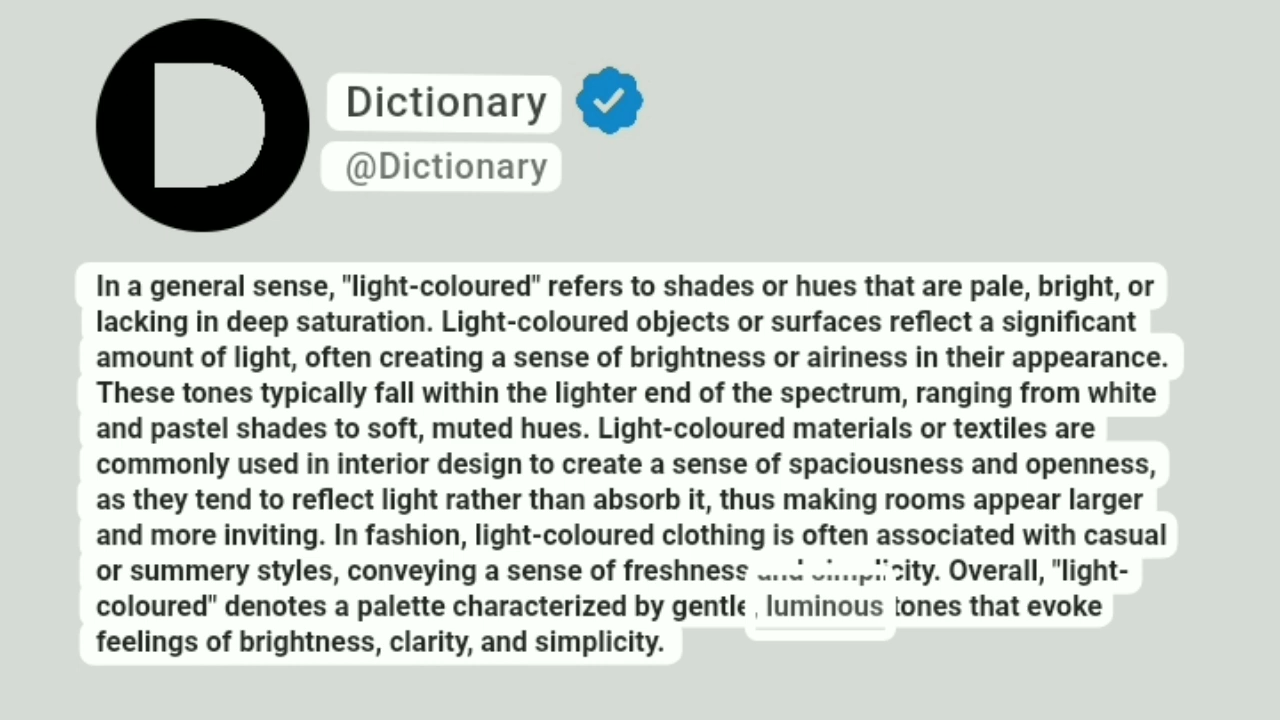 D
Dictionary
@Dictionary
In a general sense, "light-coloured" refers to shades or hues that are pale, bright, or
lacking in deep saturation. Light-coloured objects or surfaces reflect a significant
amount of light, often creating a sense of brightness or airiness in their appearance.
These tones typically fall within the lighter end of the spectrum, ranging from white
and pastel shades to soft, muted hues. Light-coloured materials or textiles are
commonly used in interior design to create a sense of spaciousness and openness,
as they tend to reflect light rather than absorb it, thus making rooms appear larger
and more inviting. In fashion, light-coloured clothing is often associated with casual
or summery styles, conveying a sense of freshness and simplicity. Overall, "light-
coloured" denotes a palette characterized by gentle, luminous tones that evoke
feelings of brightness, clarity, and simplicity.